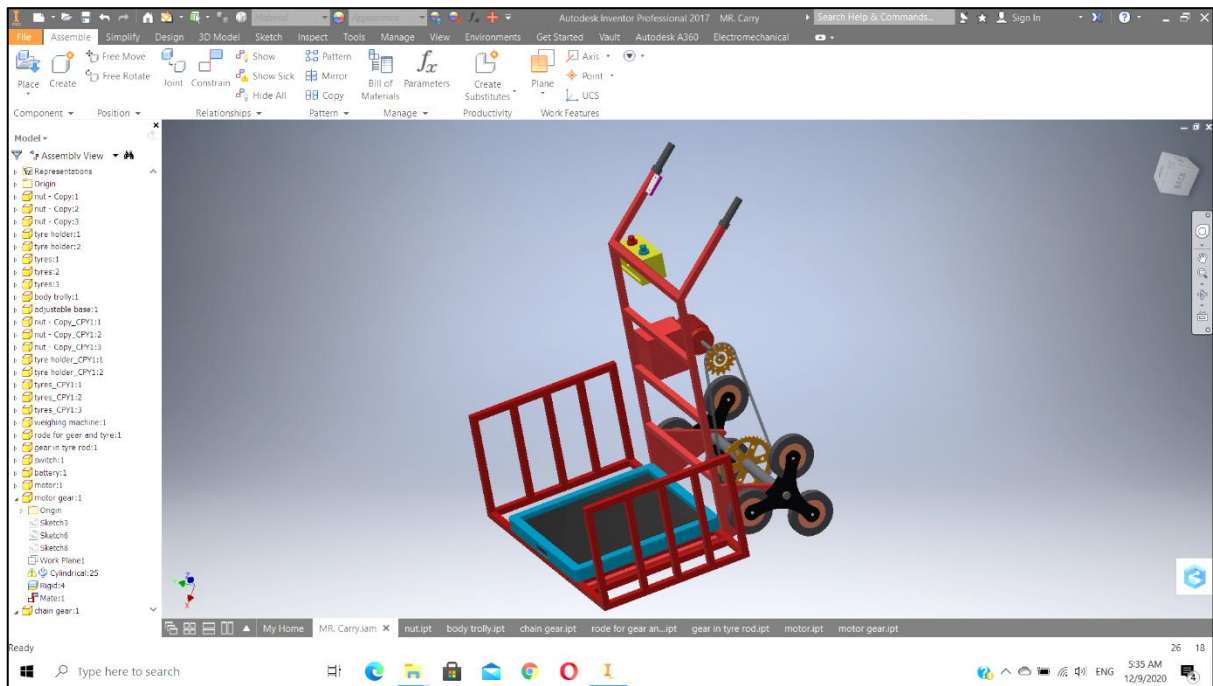 Material
Appearance
Autodesk Inventor Professional 2017 MR. Carry
Search Help & Commands...
Sign In
File Assemble Simplify Design 3D Model Sketch Inspect Tools Manage View Environments Get Started Vault Autodesk A360 Electromechanical
Place
Create
Free Move
Free Rotate
Joint
Constrain
Show
Show Sick
Hide All
Pattern
Mirror
Copy
Bill of Materials
Parameters
Create Substitutes
Plane
Axis
Point
UCS
Component Position Relationships Pattern Manage Productivity Work Features
Model
Assembly View
Representations
Origin
nut - Copy:1
nut - Copy:2
nut - Copy:3
tyre holder:1
tyre holder:2
tyres:1
tyres:2
tyres:3
body trolly:1
adjustable base:1
nut - Copy_CPY1:1
nut - Copy_CPY1:2
nut - Copy_CPY1:3
tyre holder_CPY1:1
tyre holder_CPY1:2
tyres_CPY1:1
tyres_CPY1:2
tyres_CPY1:3
weighing machine:1
rode for gear and tyre:1
gear in tyre rod:1
switch:1
battery:1
motor:1
motor gear:1
Origin
Sketch3
Sketch6
Sketch8
Work Plane1
Cylindrical:25
Rigid:4
Mate:1
chain gear:1
BACK
My Home MR. Carry.iam nut.ipt body trolly.ipt chain gear.ipt rode for gear an...ipt gear in tyre rod.ipt motor.ipt motor gear.ipt
Ready
26 18
Type here to search
ENG
5:35 AM
12/9/2020
4